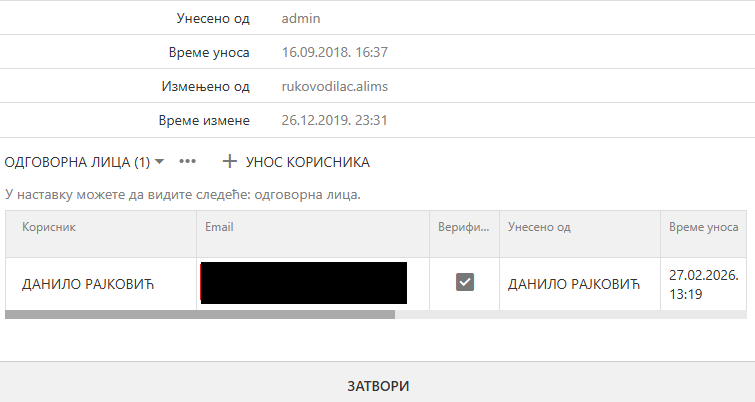 Унесено од admin
Време уноса 16.09.2018. 16:37
Измењено од rukovodilac.alims
Време измене 26.12.2019. 23:31
ОДГОВОРНА ЛИЦА (1) ••• + УНОС КОРИСНИКА
У наставку можете да видите следеће: одговорна лица.
Корисник Email Верифи... Унесено од Време уноса
ДАНИЛО РАЈКОВИЋ ДАНИЛО РАЈКОВИЋ 27.02.2026.
13:19
ЗАТВОРИ